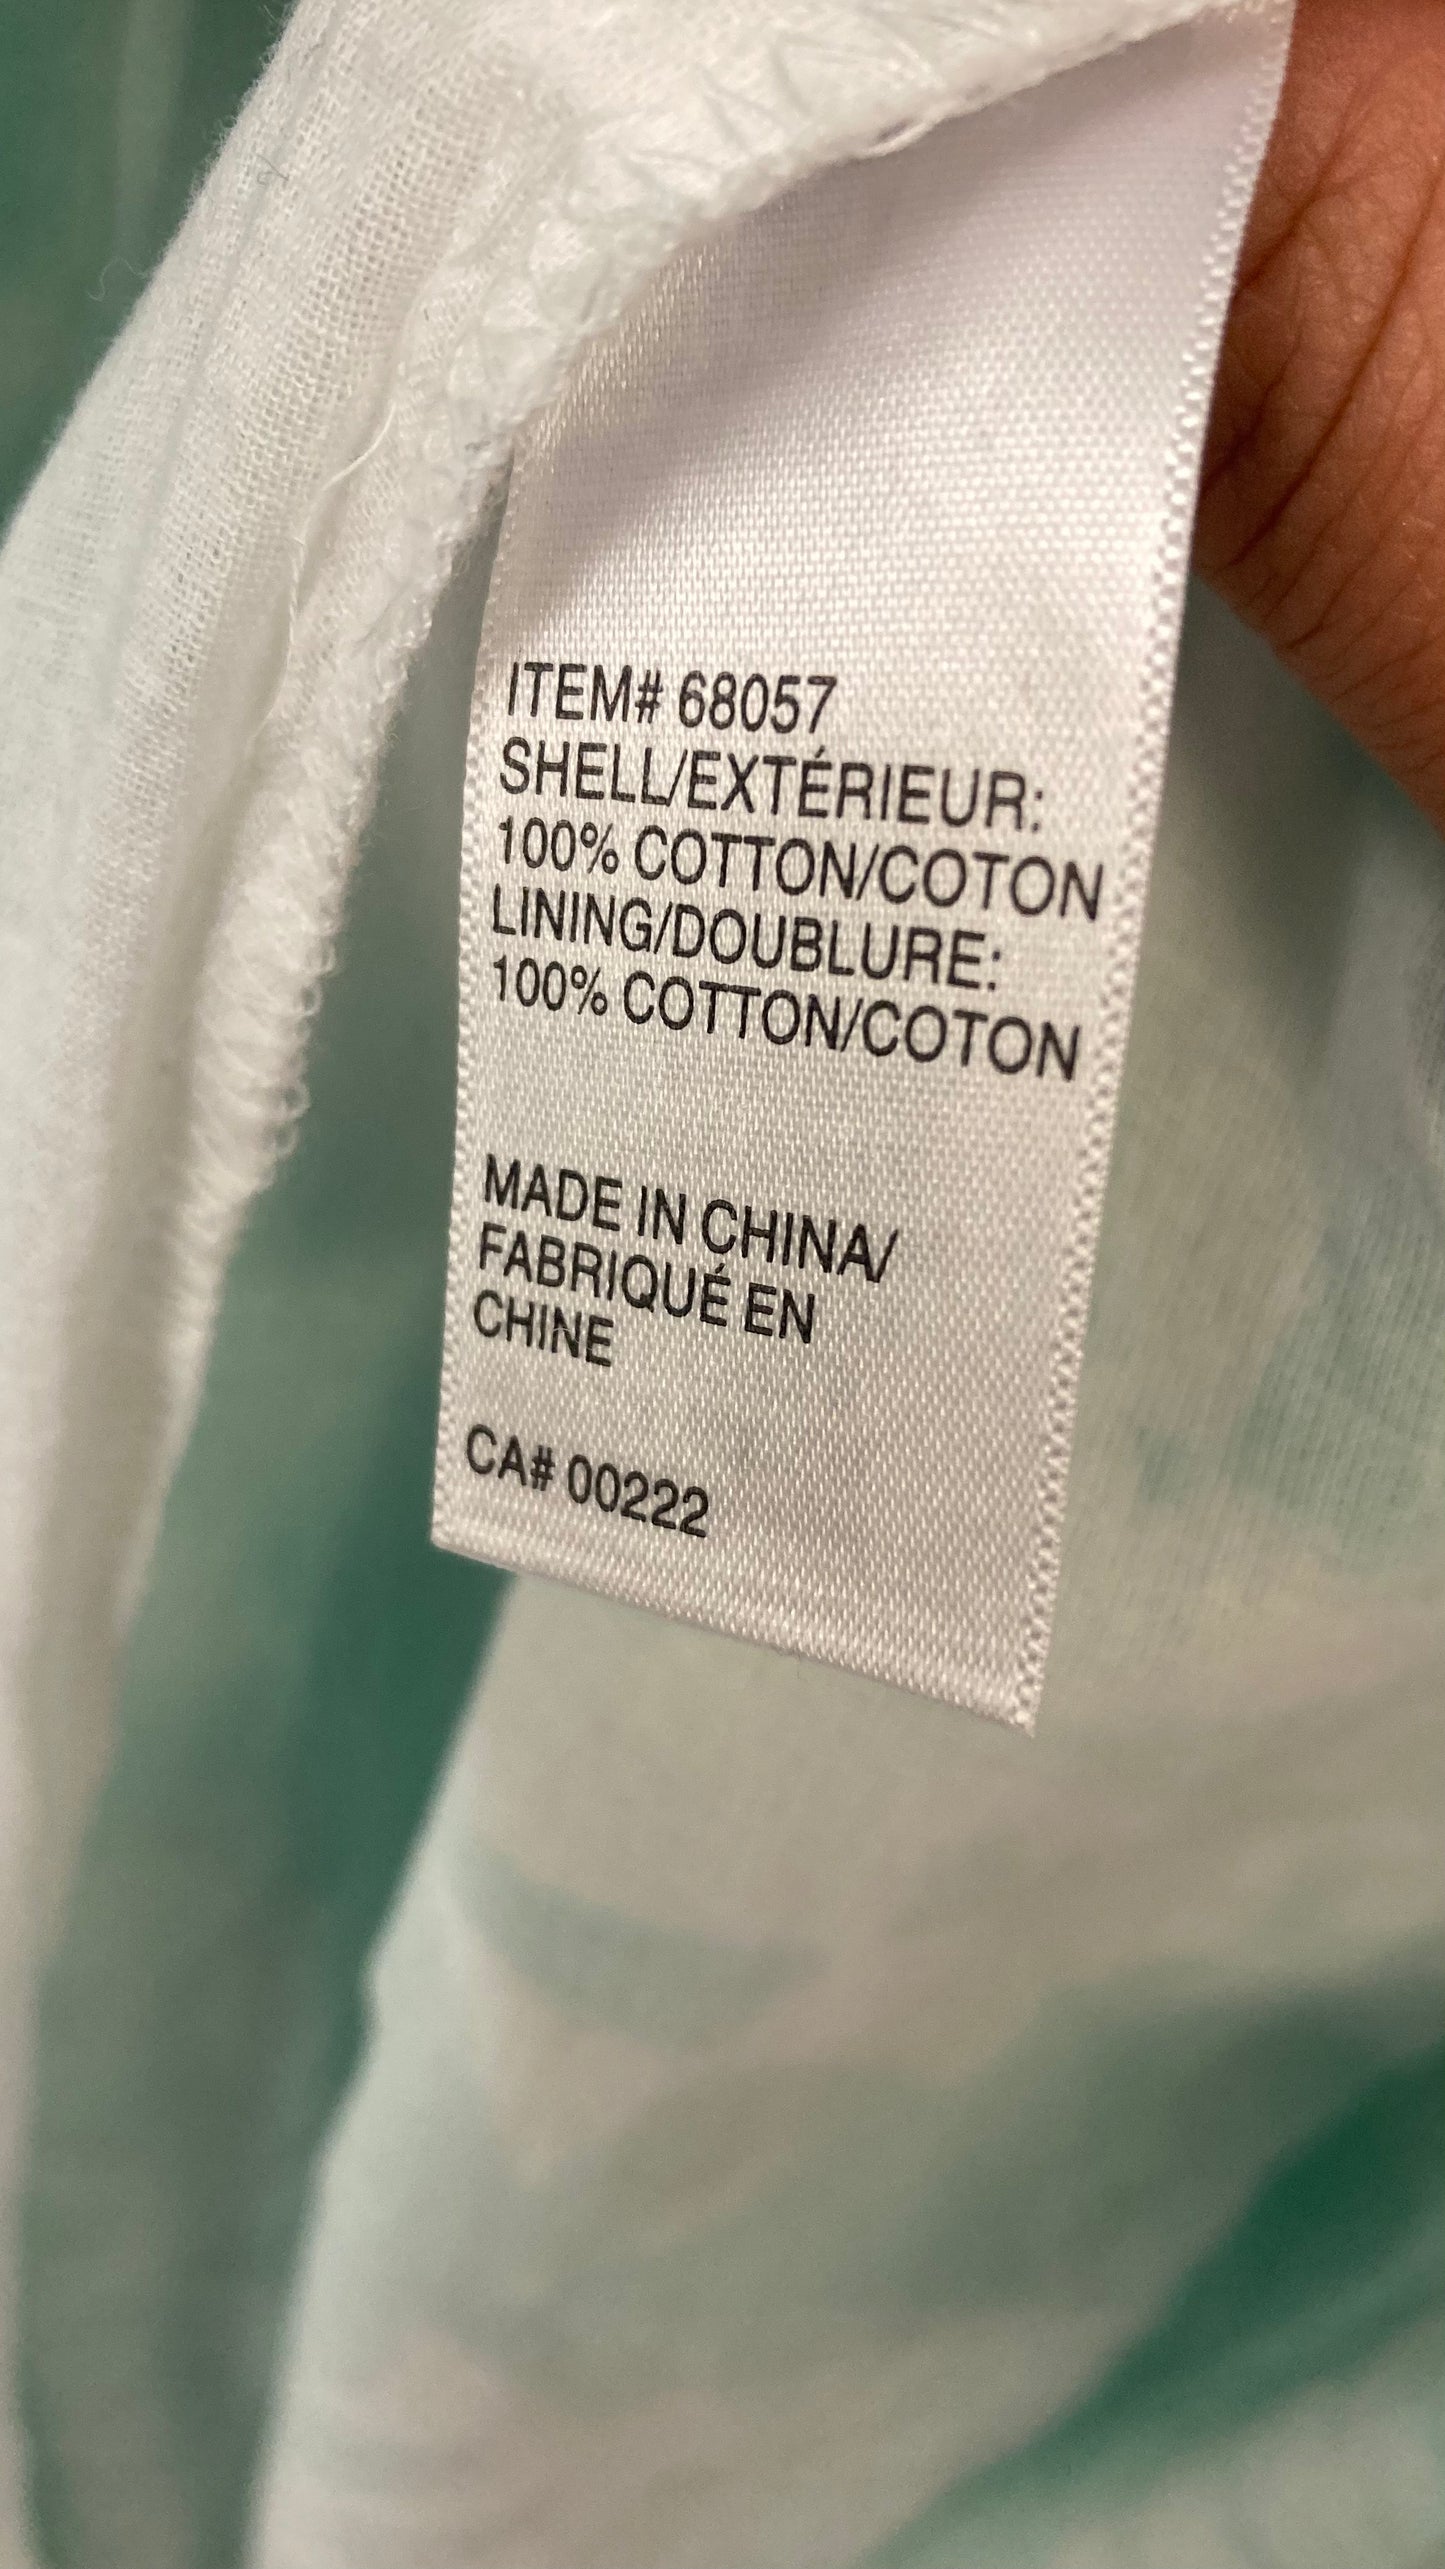 ITEM# 68057
SHELL/EXTÉRIEUR:
100% COTTON/COTON
LINING/DOUBLURE:
100% COTTON/COTON
MADE IN CHINA/
FABRIQUÉ EN
CHINE
CA# 00222